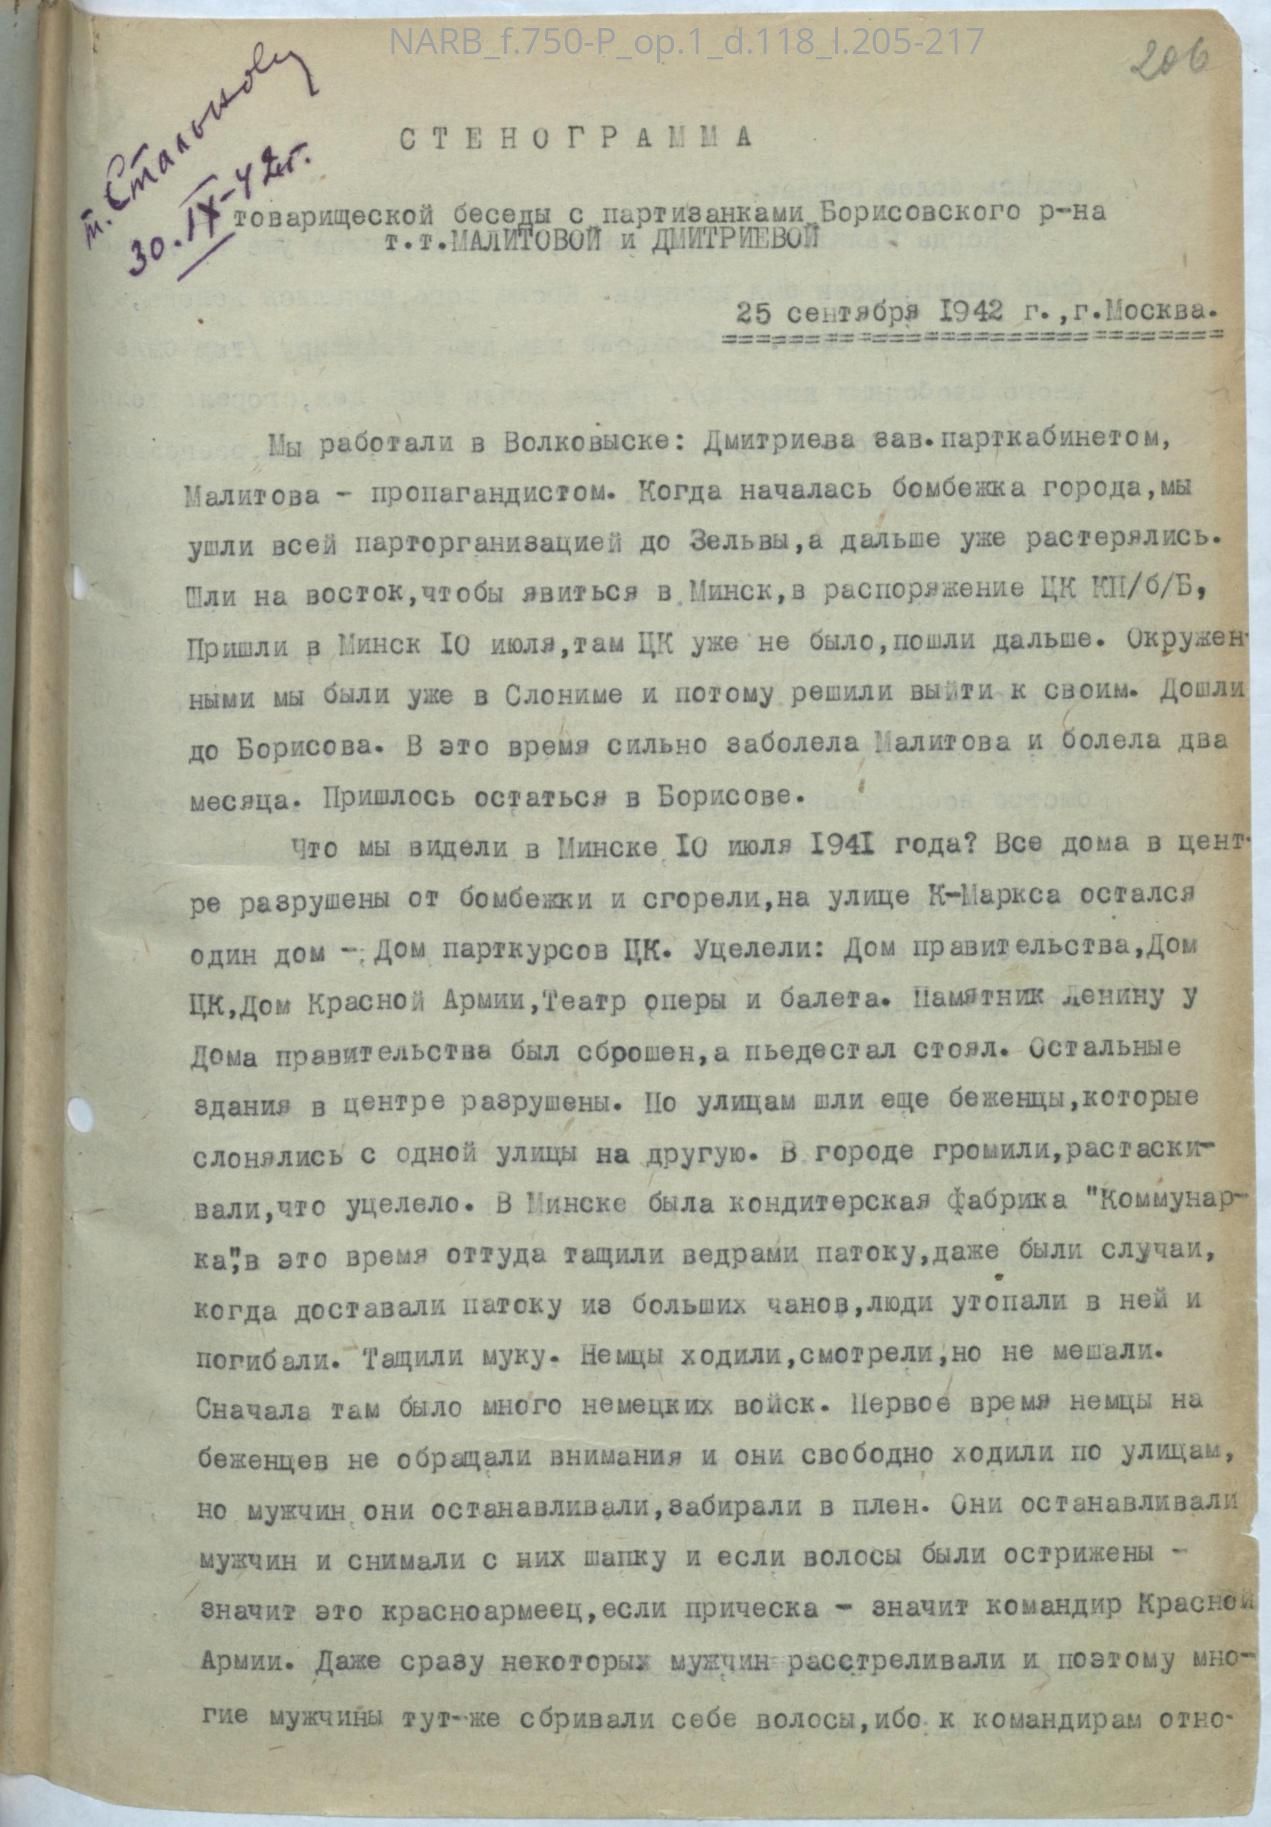 NARB_f.750-P_op.1_d.118_l.205-217
206
т. Стальнову
30.IX-42г.
СТЕНОГРАММА
товарищеской беседы с партизанками Борисовского р-на
т.т.МАЛИТОВОЙ и ДМИТРИЕВОЙ
25 сентября 1942 г.,г.Москва.
Мы работали в Волковыске: Дмитриева зав.парткабинетом,
Малитова - пропагандистом. Когда началась бомбежка города,мы
ушли всей парторганизацией до Зельвы,а дальше уже растерялись.
Шли на восток,чтобы явиться в Минск,в распоряжение ЦК КП/б/Б,
Пришли в Минск 10 июля,там ЦК уже не было,пошли дальше. Окружен-
ными мы были уже в Слониме и потому решили выйти к своим. Дошли
до Борисова. В это время сильно заболела Малитова и болела два
месяца. Пришлось остаться в Борисове.
Что мы видели в Минске 10 июля 1941 года? Все дома в цент-
ре разрушены от бомбежки и сгорели,на улице К-Маркса остался
один дом - Дом парткурсов ЦК. Уцелели: Дом правительства,Дом
ЦК,Дом Красной Армии,Театр оперы и балета. Памятник Ленину у
Дома правительства был сброшен,а пьедестал стоял. Остальные
здания в центре разрушены. По улицам шли еще беженцы,которые
слонялись с одной улицы на другую. В городе громили,растаски-
вали,что уцелело. В Минске была кондитерская фабрика "Коммунар-
ка",в это время оттуда тащили ведрами патоку,даже были случаи,
когда доставали патоку из больших чанов,люди утопали в ней и
погибали. Тащили муку. Немцы ходили,смотрели,но не мешали.
Сначала там было много немецких войск. Первое время немцы на
беженцев не обращали внимания и они свободно ходили по улицам,
но мужчин они останавливали,забирали в плен. Они останавливали
мужчин и снимали с них шапку и если волосы были острижены -
значит это красноармеец,если прическа - значит командир Красной
Армии. Даже сразу некоторых мужчин расстреливали и поэтому мно-
гие мужчины тут-же сбривали себе волосы,ибо к командирам отно-